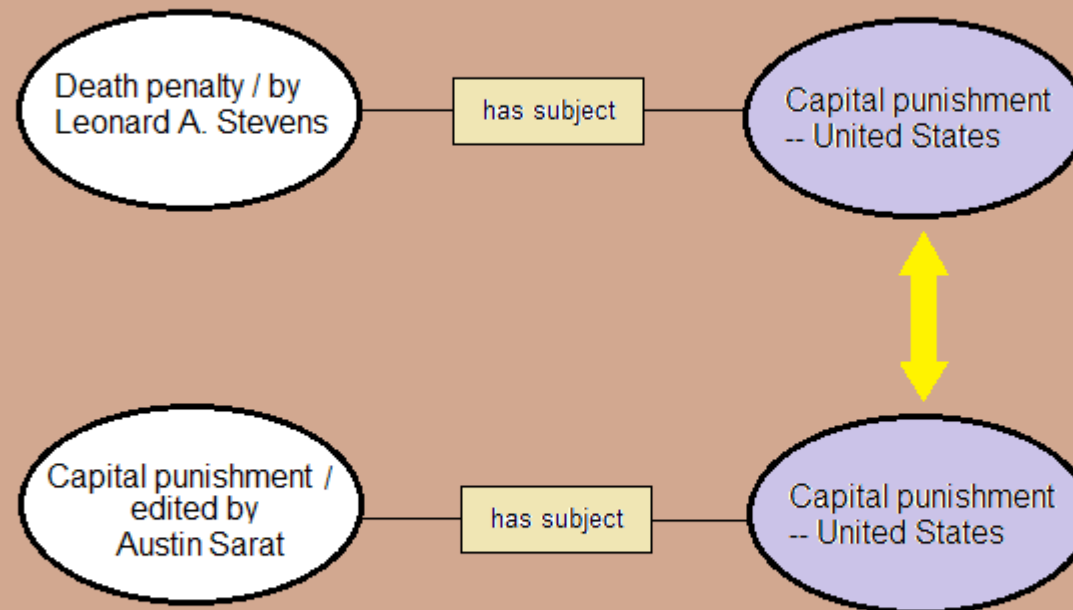 Death penalty / by
Leonard A. Stevens
has subject
Capital punishment
-- United States
Capital punishment /
edited by
Austin Sarat
has subject
Capital punishment
-- United States